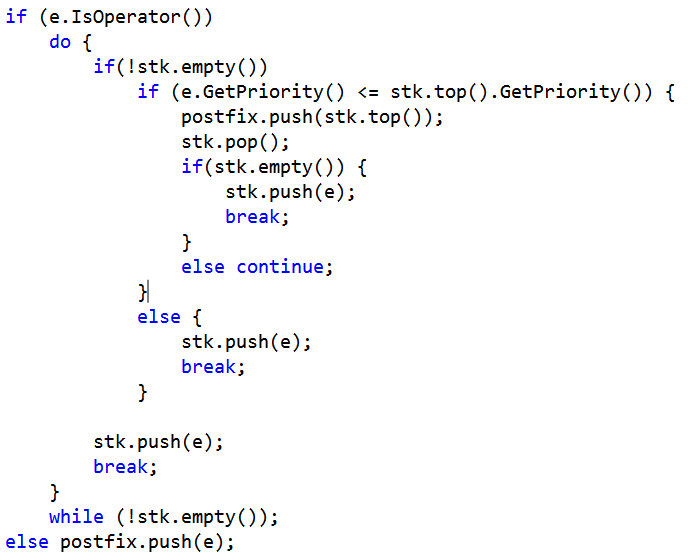 if (e.IsOperator())
    do {
        if(!stk.empty())
            if (e.GetPriority() <= stk.top().GetPriority()) {
                postfix.push(stk.top());
                stk.pop();
                if(stk.empty()) {
                    stk.push(e);
                    break;
                }
                else continue;
            }
            else {
                stk.push(e);
                break;
            }

        stk.push(e);
        break;
    }
    while (!stk.empty());
else postfix.push(e);